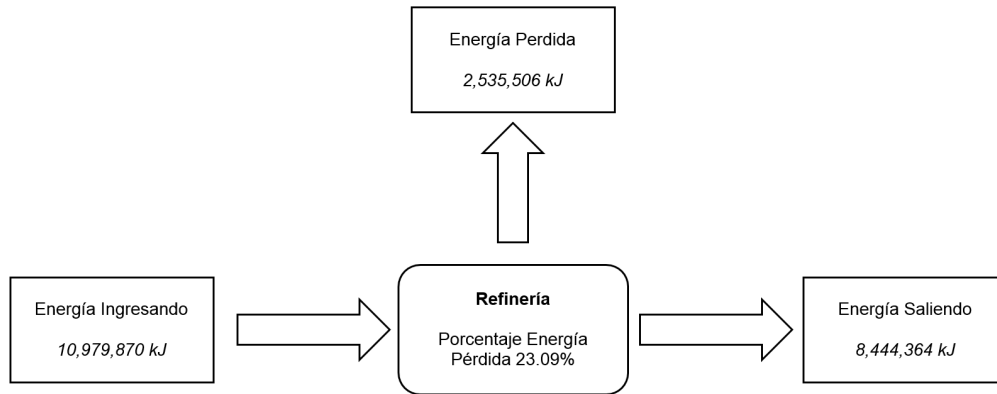 Energía Perdida
2,535,506 kJ
Energía Ingresando
10,979,870 kJ
Refinería
Porcentaje Energía
Pérdida 23.09%
Energía Saliendo
8,444,364 kJ